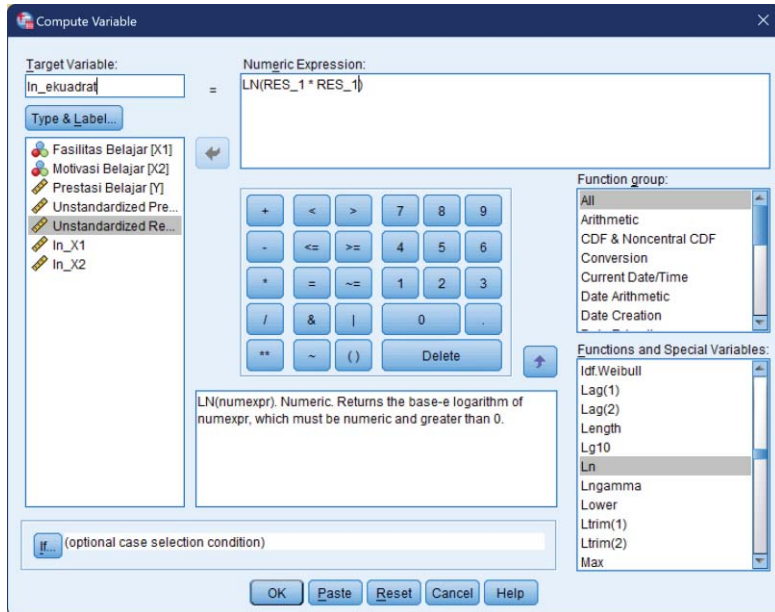 Compute Variable
Target Variable:
ln_ekuadrat
=
Numeric Expression:
LN(RES_1 * RES_1)
Type & Label...
Fasilitas Belajar [X1]
Motivasi Belajar [X2]
Prestasi Belajar [Y]
Unstandardized Pre...
Unstandardized Re...
ln_X1
ln_X2
+ < > 7 8 9
- <= >= 4 5 6
* = ~= 1 2 3
/ & | 0 .
** ~ ( ) Delete
Function group:
All
Arithmetic
CDF & Noncentral CDF
Conversion
Current Date/Time
Date Arithmetic
Date Creation
Functions and Special Variables:
Idf.Weibull
Lag(1)
Lag(2)
Length
Lg10
Ln
Lngamma
Lower
Ltrim(1)
Ltrim(2)
Max
LN(numexpr). Numeric. Returns the base-e logarithm of
numexpr, which must be numeric and greater than 0.
If... (optional case selection condition)
OK Paste Reset Cancel Help